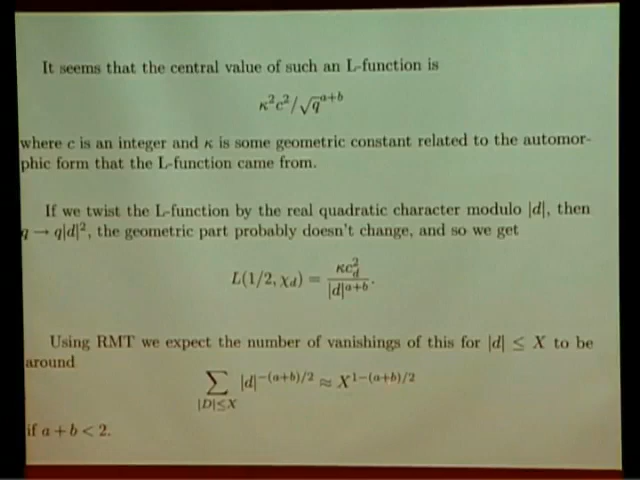 It seems that the central value of such an L-function is
κ²c²/√q^{a+b}
where c is an integer and κ is some geometric constant related to the automor-
phic form that the L-function came from.
If we twist the L-function by the real quadratic character modulo |d|, then
q → q|d|², the geometric part probably doesn't change, and so we get
L(1/2, χ_d) = κc_d² / |d|^{a+b}.
Using RMT we expect the number of vanishings of this for |d| ≤ X to be
around
∑_{|D|≤X} |d|^{-(a+b)/2} ≈ X^{1-(a+b)/2}
if a + b < 2.